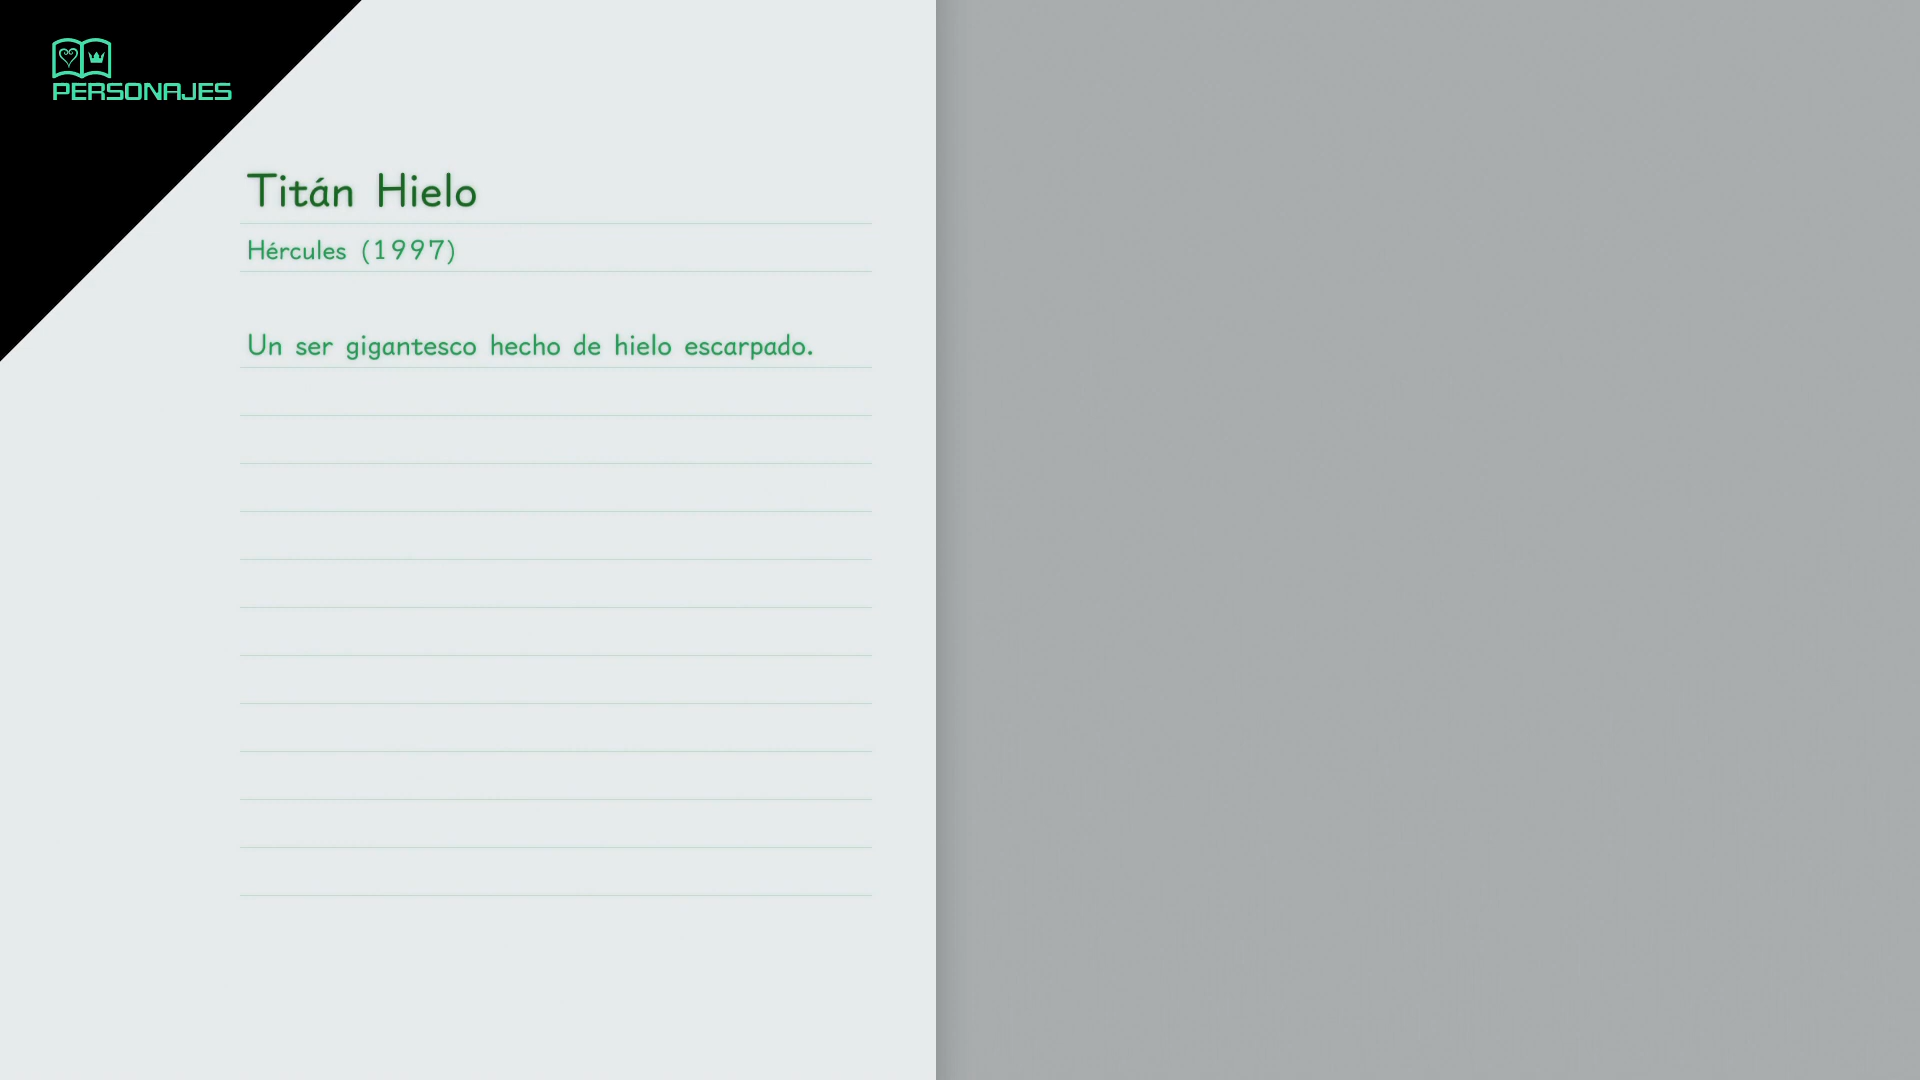 PERSONAJES
Titán Hielo
Hércules (1997)
Un ser gigantesco hecho de hielo escarpado.